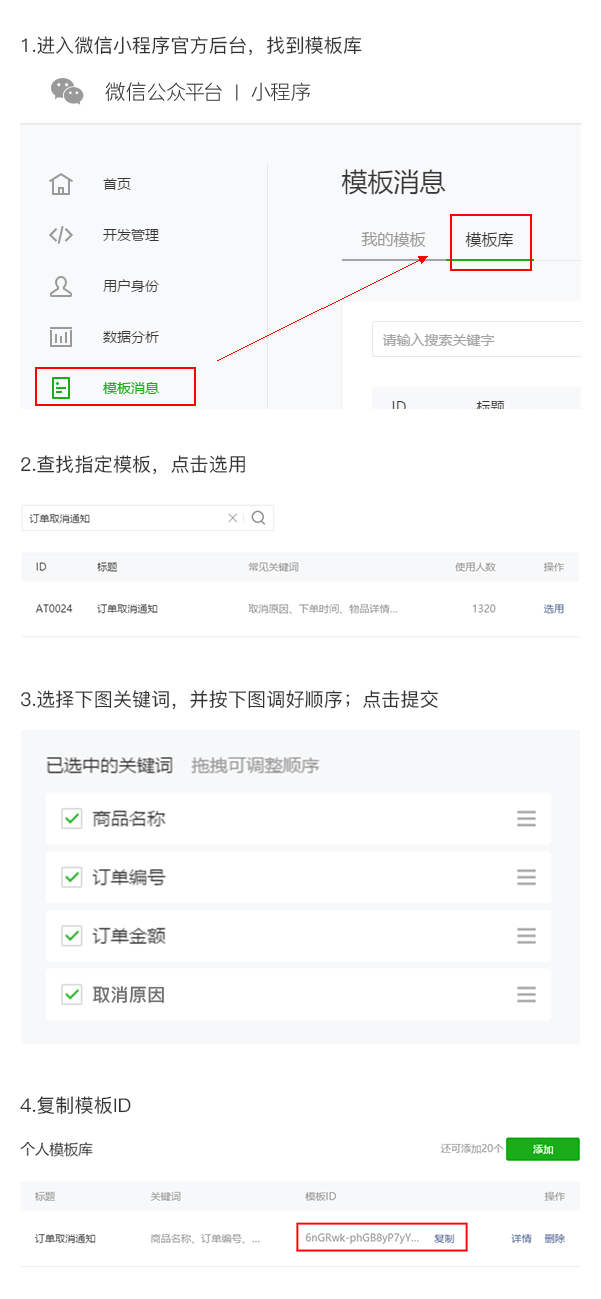 1.进入微信小程序官方后台，找到模板库
微信公众平台 | 小程序
首页
开发管理
用户身份
数据分析
模板消息
模板消息
我的模板 模板库
请输入搜索关键字
ID 标题
2.查找指定模板，点击选用
订单取消通知
ID 标题 常见关键词 使用人数 操作
AT0024 订单取消通知 取消原因、下单时间、物品详情... 1320 选用
3.选择下图关键词，并按下图调好顺序；点击提交
已选中的关键词 拖拽可调整顺序
商品名称
订单编号
订单金额
取消原因
4.复制模板ID
个人模板库 还可添加20个 添加
标题 关键词 模板ID 操作
订单取消通知 商品名称、订单编号、... 6nGRwk-phGB8yP7yY... 复制 详情 删除